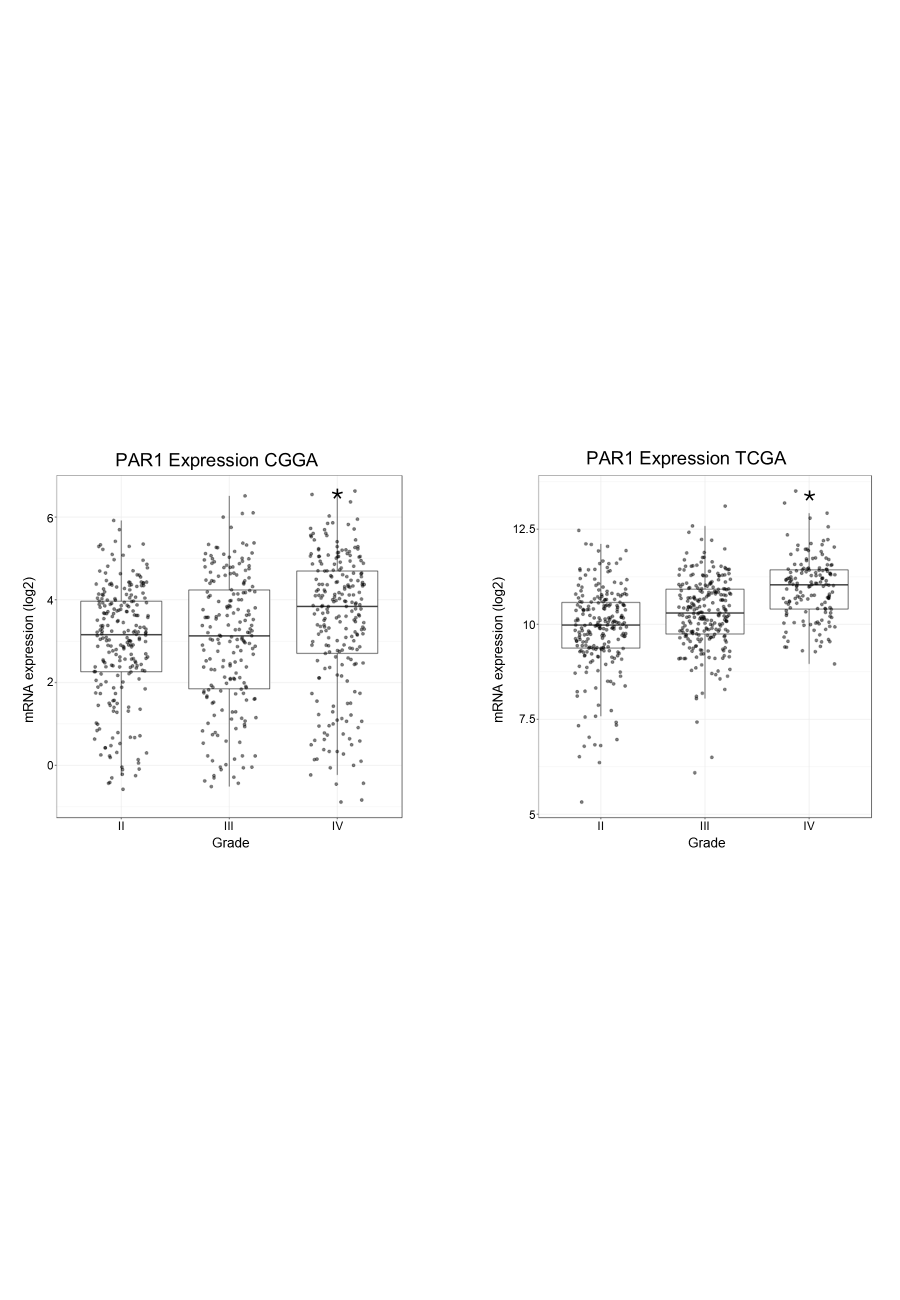 PAR1 Expression CGGA
*
6
4
2
0
mRNA expression (log2)
II III IV
Grade
PAR1 Expression TCGA
*
12.5
10
7.5
5
mRNA expression (log2)
II III IV
Grade